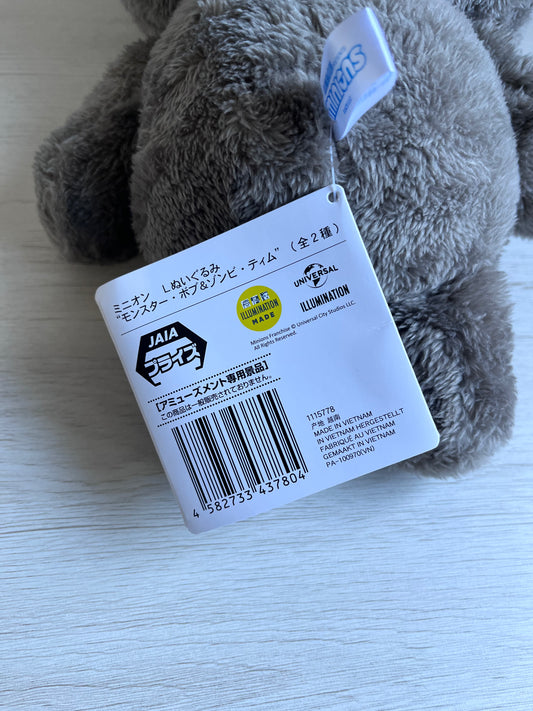 ミニオン　Lぬいぐるみ
"モンスター・ボブ&ゾンビ・ティム"（全2種）
JAIA
プライズ
ILLUMINATION
MADE
UNIVERSAL
ILLUMINATION
Minions Franchise © Universal City Studios LLC.
All Rights Reserved.
【アミューズメント専用景品】
この商品は一般販売されておりません。
4 582733 437804
1115778
产地 越南
MADE IN VIETNAM
IN VIETNAM HERGESTELLT
FABRIQUÉ AU VIETNAM
GEMAAKT IN VIETNAM
PA-100970(VN)